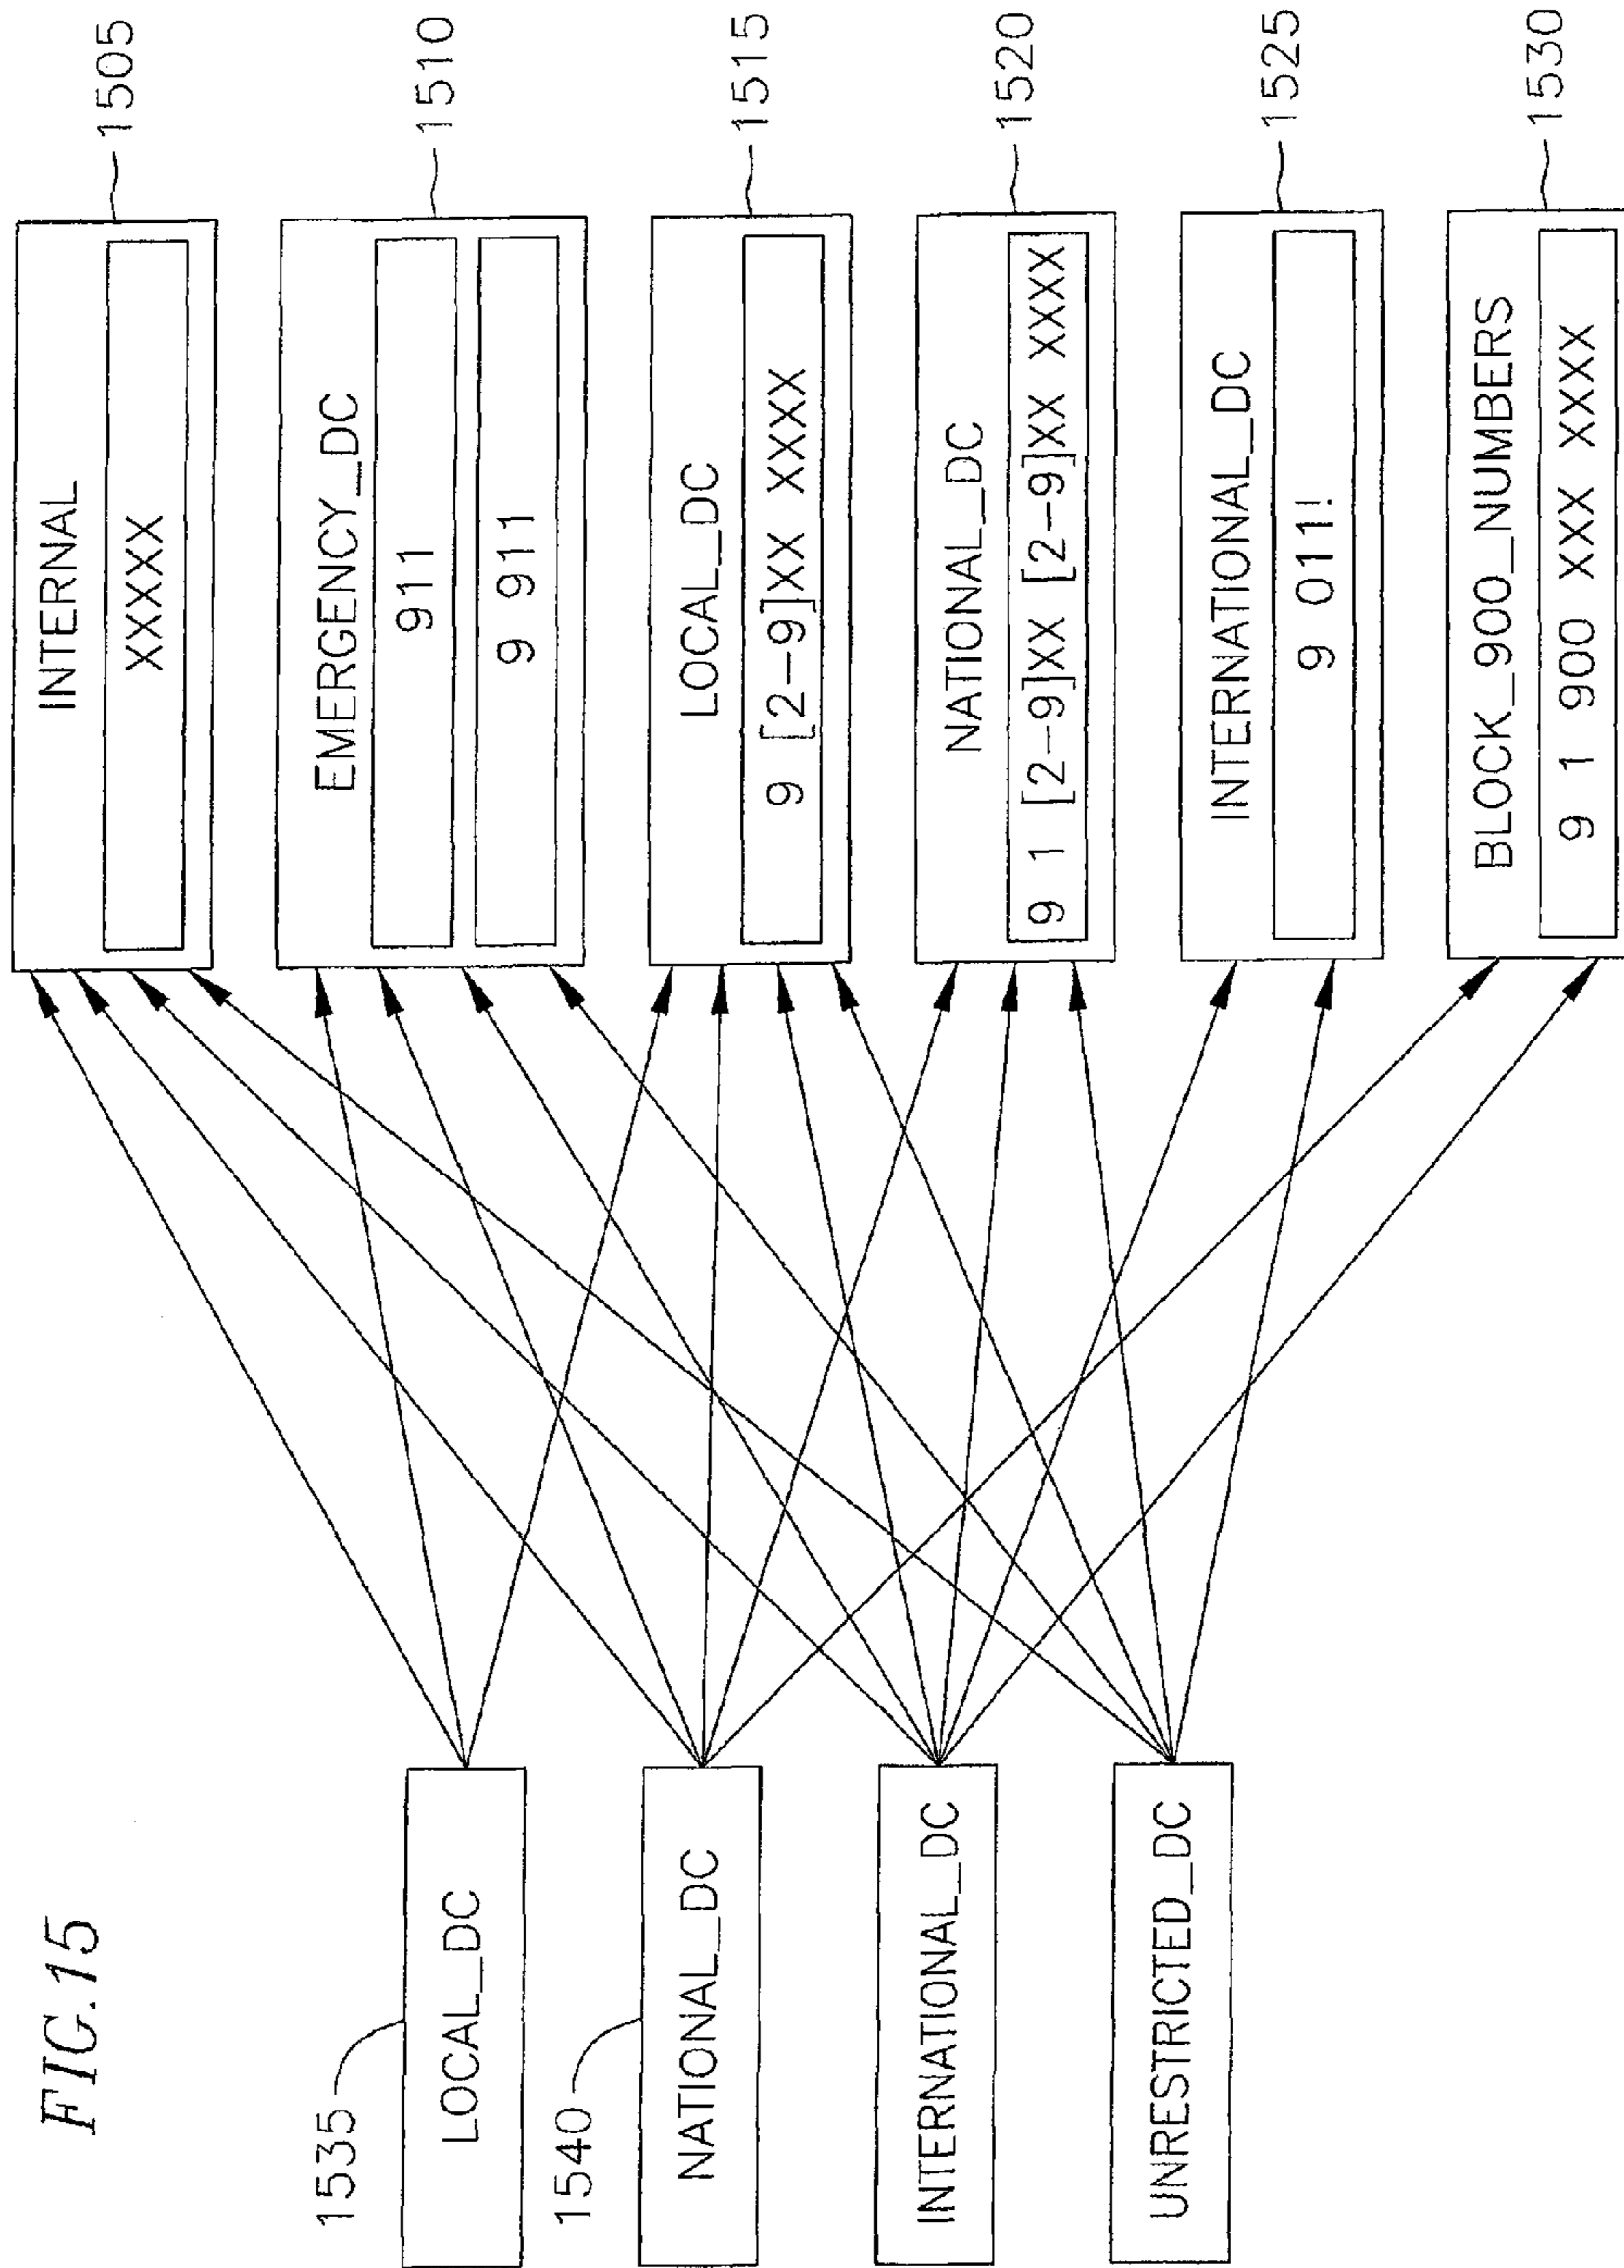 FIG.15
1535
LOCAL_DC
1540
NATIONAL_DC
INTERNATIONAL_DC
UNRESTRICTED_DC
INTERNAL
XXXXX
1505
EMERGENCY_DC
911
9 911
1510
LOCAL_DC
9 [2-9]XX XXXX
1515
NATIONAL_DC
9 1 [2-9]XX [2-9]XX XXXX
1520
INTERNATIONAL_DC
9 011!
1525
BLOCK_900_NUMBERS
9 1 900 XXX XXXX
1530